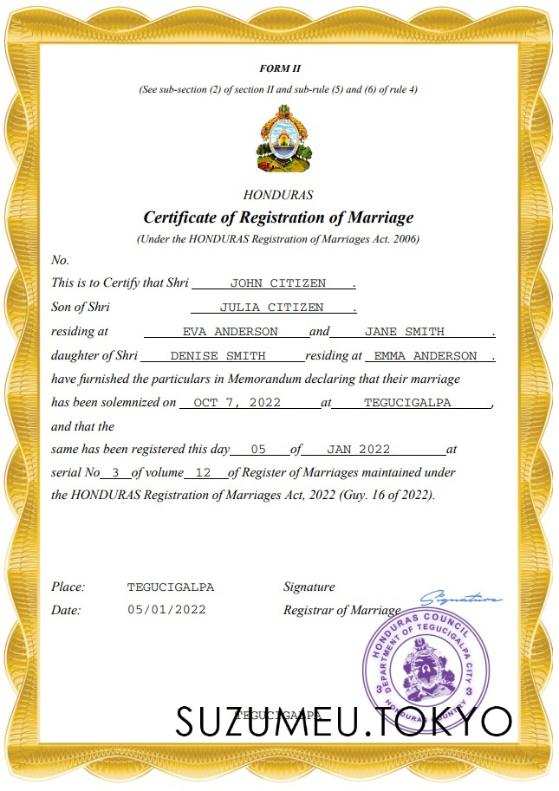 FORM II
(See sub-section (2) of section II and sub-rule (5) and (6) of rule 4)
HONDURAS
Certificate of Registration of Marriage
(Under the HONDURAS Registration of Marriages Act. 2006)
No.
This is to Certify that Shri JOHN CITIZEN .
Son of Shri JULIA CITIZEN .
residing at EVA ANDERSON and JANE SMITH .
daughter of Shri DENISE SMITH residing at EMMA ANDERSON .
have furnished the particulars in Memorandum declaring that their marriage
has been solemnized on OCT 7, 2022 at TEGUCIGALPA ,
and that the
same has been registered this day 05 of JAN 2022 at
serial No 3 of volume 12 of Register of Marriages maintained under
the HONDURAS Registration of Marriages Act, 2022 (Guy. 16 of 2022).
Place: TEGUCIGALPA Signature
Signature
Date: 05/01/2022 Registrar of Marriage
HONDURAS COUNCIL
DEPARTMENT OF TEGUCIGALPA CITY
3 3
HONDURAS COUNTRY
TEGUCIGALPA
SUZUMEU.TOKYO